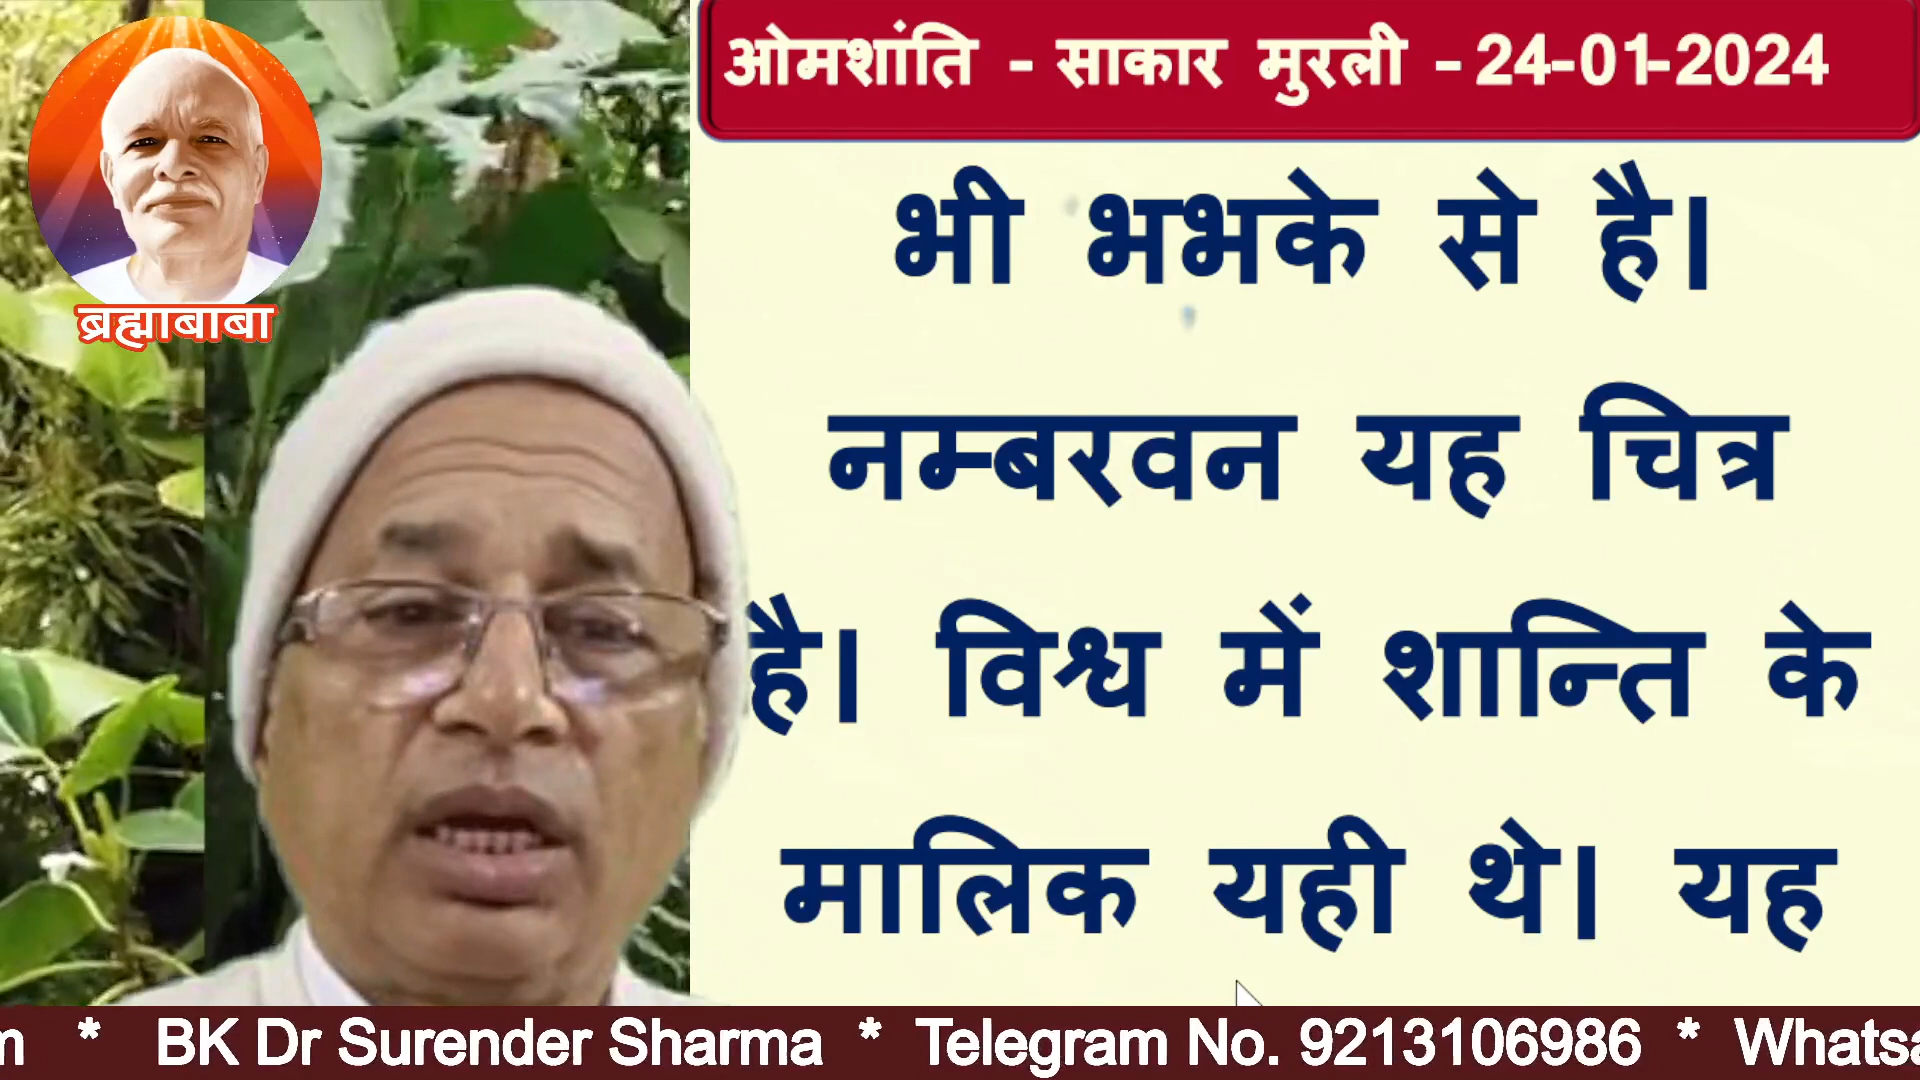 ओमशांति - साकार मुरली - 24-01-2024
ब्रह्माबाबा
भी भभके से है।
नम्बरवन यह चित्र
है। विश्व में शान्ति के
मालिक यही थे। यह
* BK Dr Surender Sharma * Telegram No. 9213106986 *